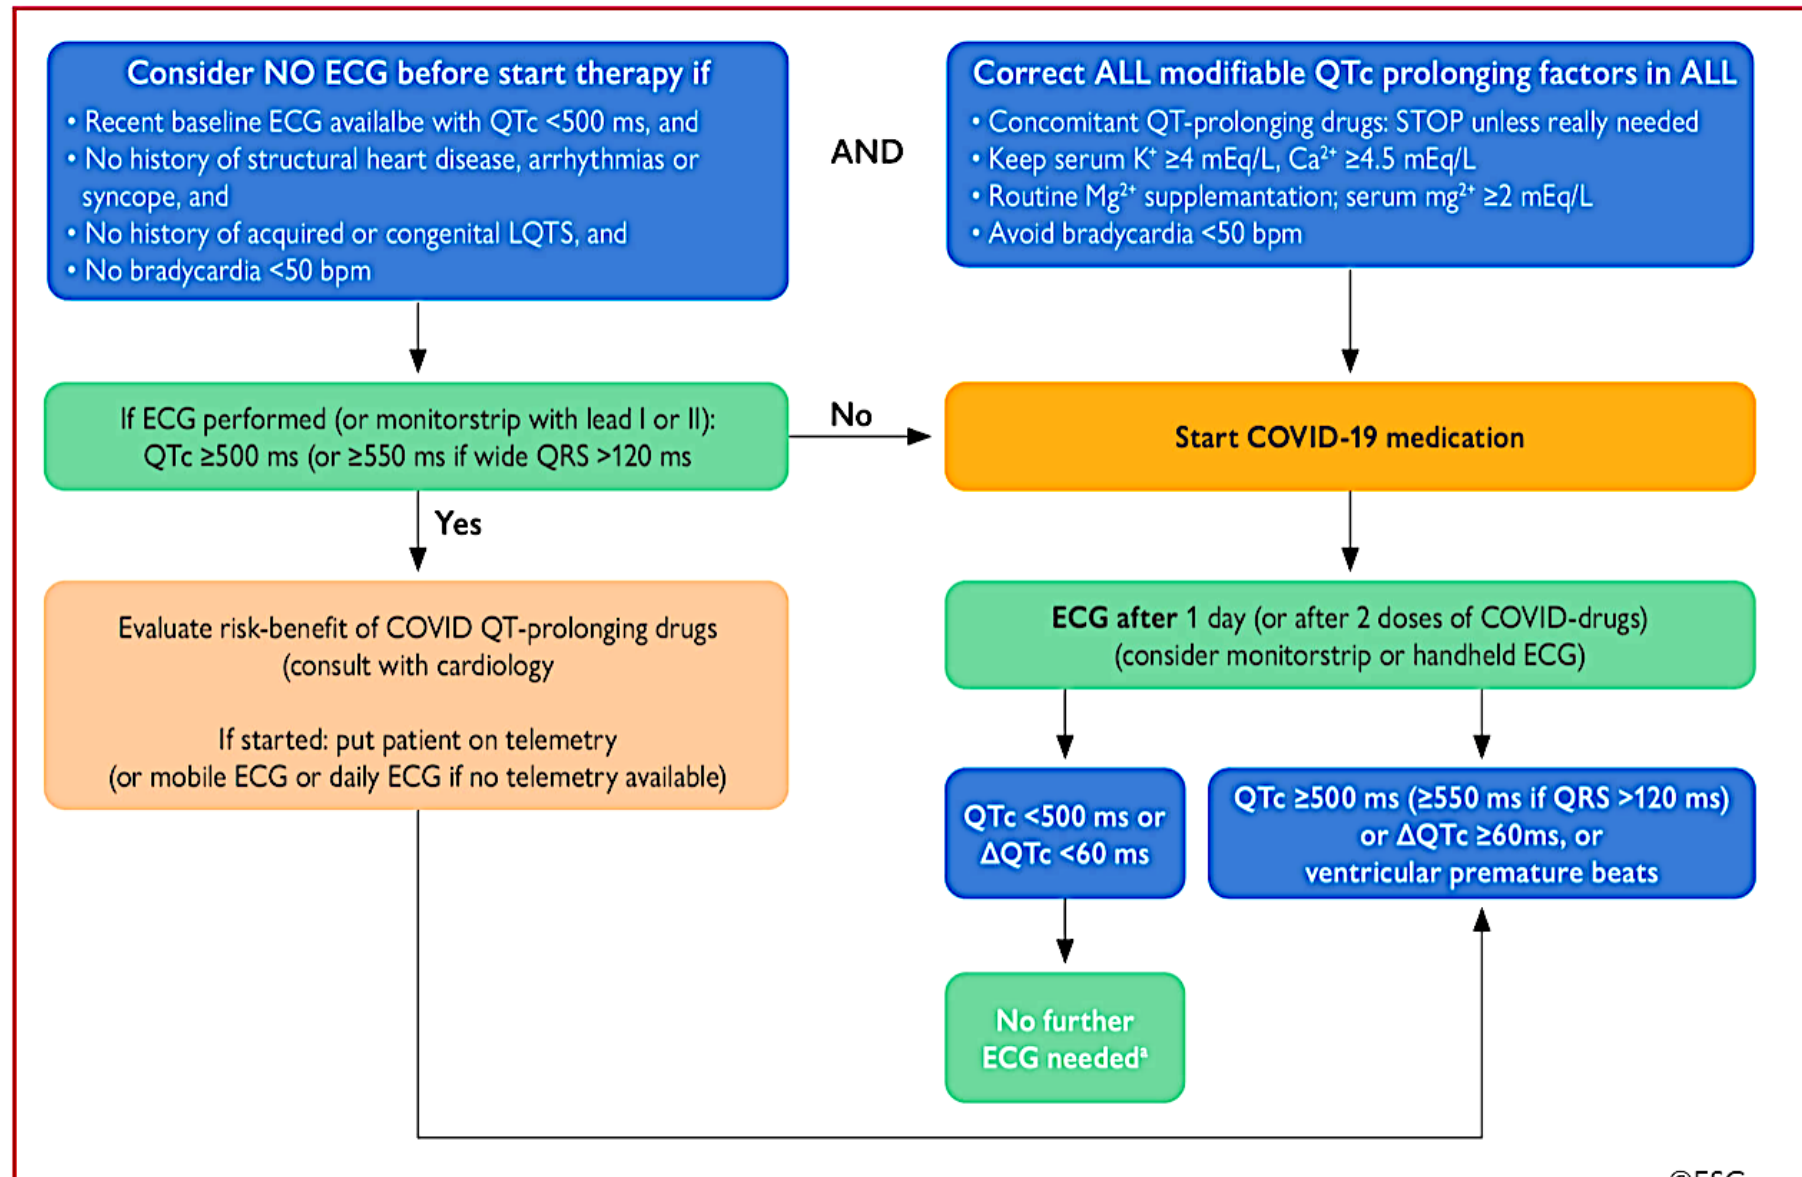 Consider NO ECG before start therapy if
• Recent baseline ECG availalbe with QTc <500 ms, and
• No history of structural heart disease, arrhythmias or
syncope, and
• No history of acquired or congenital LQTS, and
• No bradycardia <50 bpm
AND
Correct ALL modifiable QTc prolonging factors in ALL
• Concomitant QT-prolonging drugs: STOP unless really needed
• Keep serum K⁺ ≥4 mEq/L, Ca²⁺ ≥4.5 mEq/L
• Routine Mg²⁺ supplemantation; serum mg²⁺ ≥2 mEq/L
• Avoid bradycardia <50 bpm
If ECG performed (or monitorstrip with lead I or II):
QTc ≥500 ms (or ≥550 ms if wide QRS >120 ms
No
Start COVID-19 medication
Yes
Evaluate risk-benefit of COVID QT-prolonging drugs
(consult with cardiology
If started: put patient on telemetry
(or mobile ECG or daily ECG if no telemetry available)
ECG after 1 day (or after 2 doses of COVID-drugs)
(consider monitorstrip or handheld ECG)
QTc <500 ms or
ΔQTc <60 ms
QTc ≥500 ms (≥550 ms if QRS >120 ms)
or ΔQTc ≥60ms, or
ventricular premature beats
No further
ECG neededᵃ